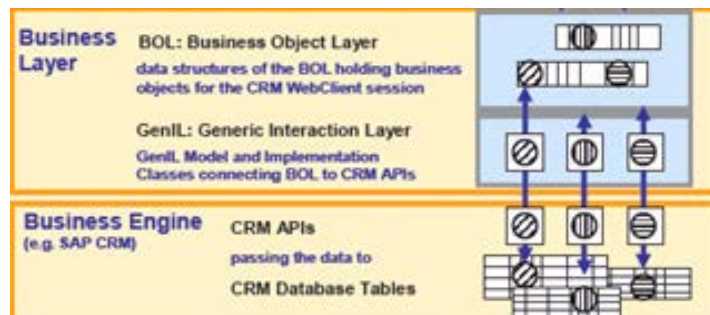 Business
Layer
BOL: Business Object Layer
data structures of the BOL holding business
objects for the CRM WebClient session
GenIL: Generic Interaction Layer
GenIL Model and Implementation
Classes connecting BOL to CRM APIs
Business Engine
(e.g. SAP CRM)
CRM APIs
passing the data to
CRM Database Tables